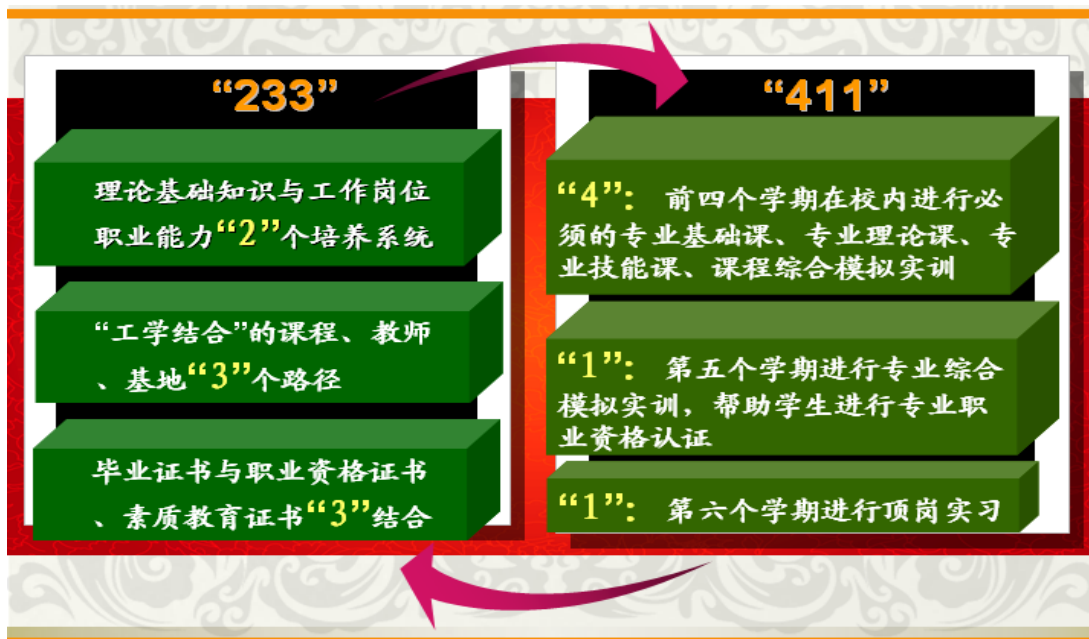 “233”
理论基础知识与工作岗位
职业能力“2”个培养系统
“工学结合”的课程、教师
、基地“3”个路径
毕业证书与职业资格证书
、素质教育证书“3”结合
“411”
“4”： 前四个学期在校内进行必
须的专业基础课、专业理论课、专
业技能课、课程综合模拟实训
“1”： 第五个学期进行专业综合
模拟实训，帮助学生进行专业职
业资格认证
“1”： 第六个学期进行顶岗实习